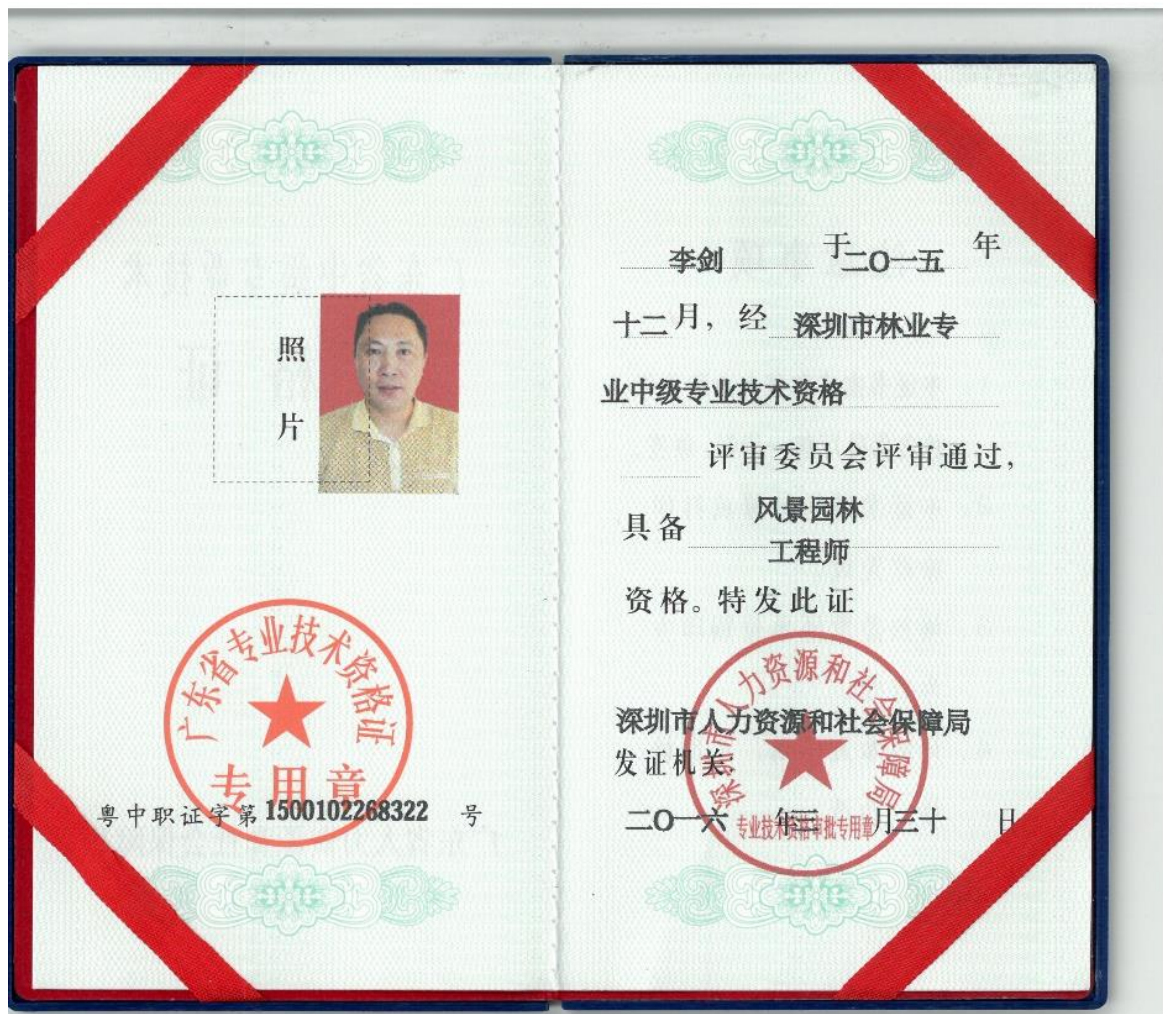 照
片
广东省专业技术资格证
专用章
粤中职证字第1500102268322 号
李剑 于二〇一五 年
十二月，经 深圳市林业专
业中级专业技术资格
评审委员会评审通过，
具备 风景园林
工程师
资格。特发此证
深圳市人力资源和社会保障局
深圳市人力资源和社会保障局
发证机关
二〇一六 年三 月三十 日
专业技术资格审批专用章